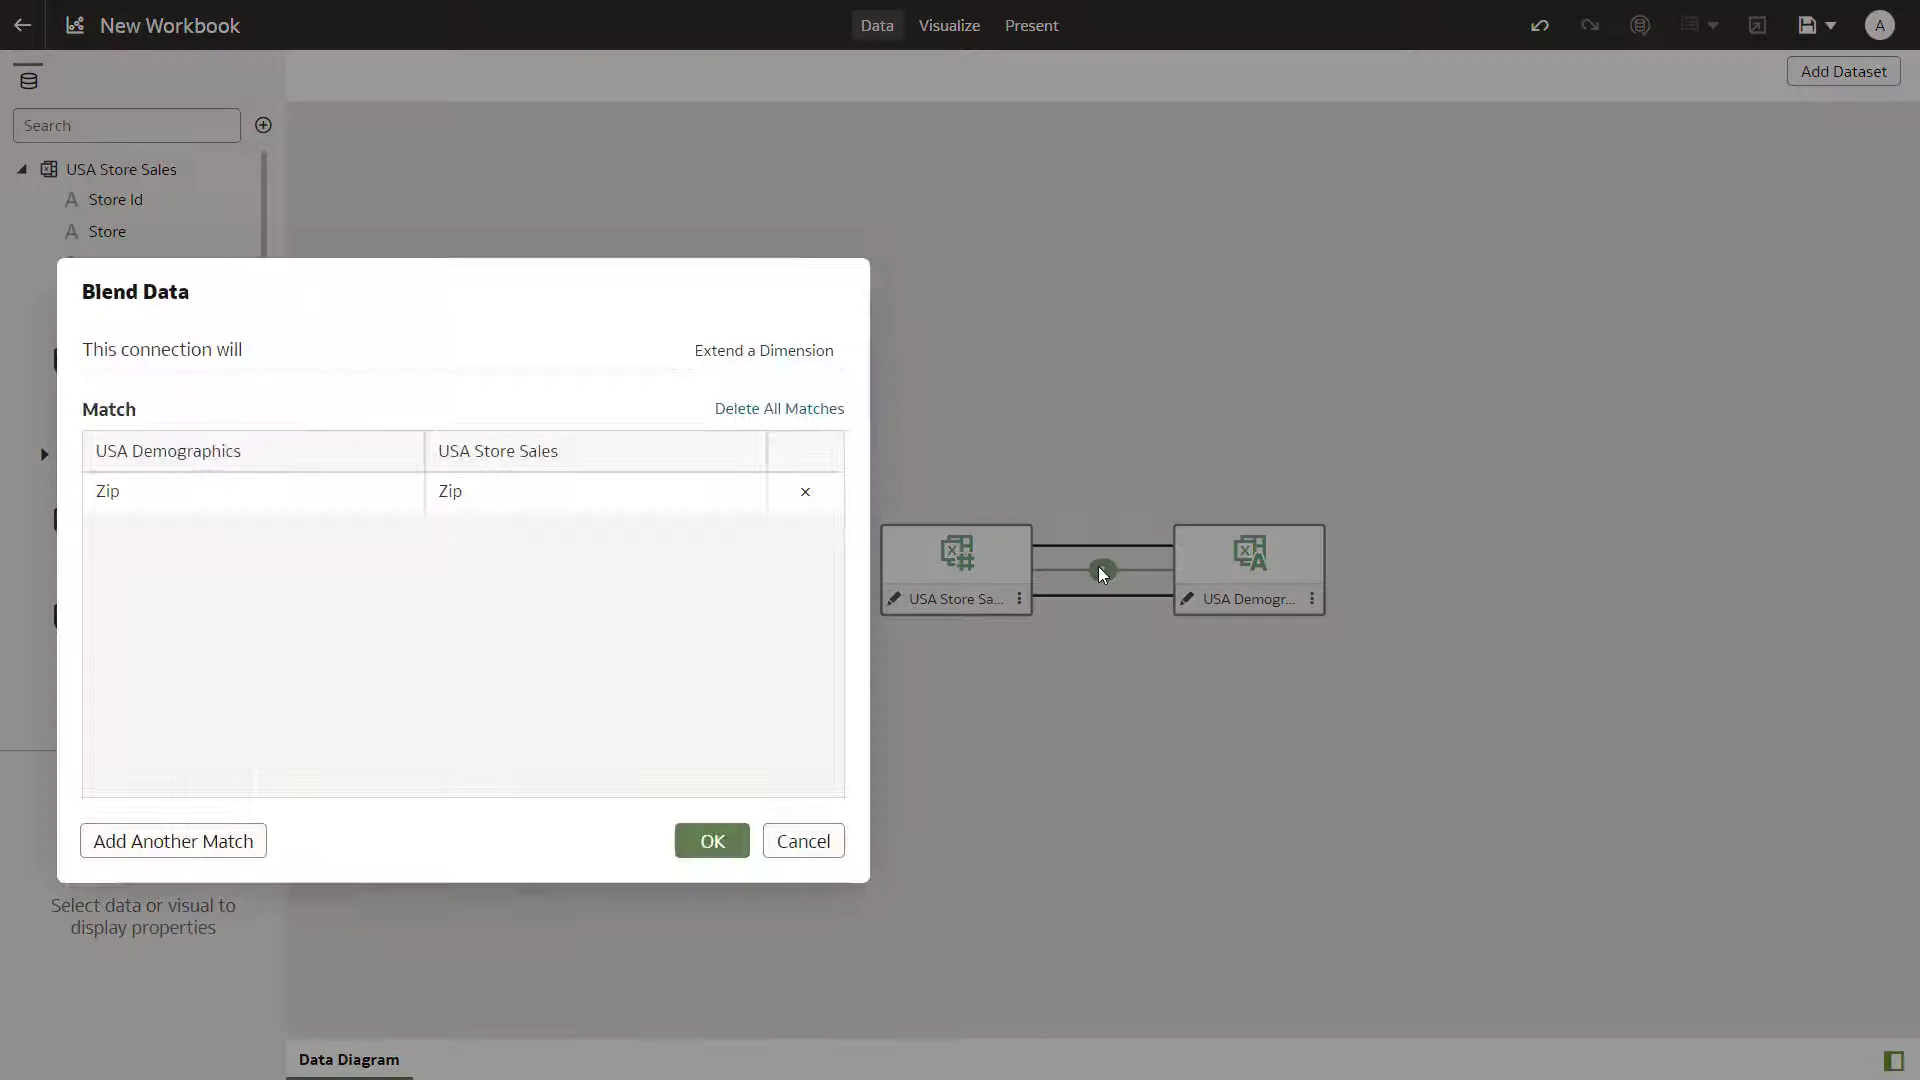 New Workbook
Data
Visualize
Present
A
Add Dataset
Search
USA Store Sales
A Store Id
A Store
Blend Data
This connection will
Extend a Dimension
Match
Delete All Matches
USA Demographics
USA Store Sales
Zip
Zip
USA Store Sa...
USA Demogr...
Add Another Match
OK
Cancel
Select data or visual to
display properties
Data Diagram